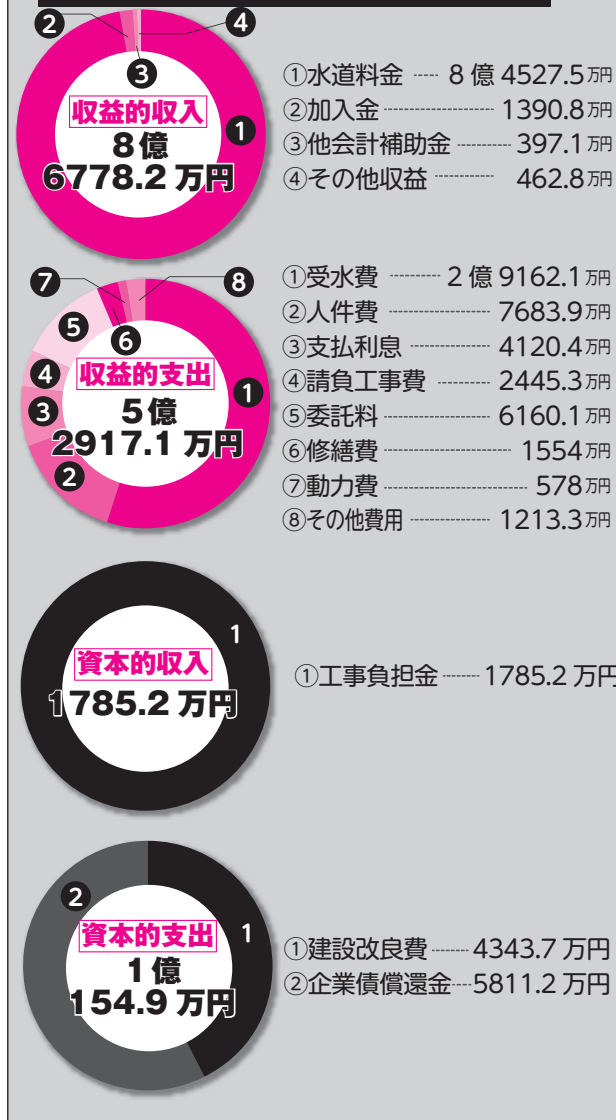 ② ④
③
収益的収入
①
8億
6778.2 万円
①水道料金 8 億 4527.5万円
②加入金 1390.8万円
③他会計補助金 397.1万円
④その他収益 462.8万円
⑦ ⑧
⑤ ⑥
収益的支出
④
①
③
5億
2917.1 万円
②
①受水費 2 億 9162.1万円
②人件費 7683.9万円
③支払利息 4120.4万円
④請負工事費 2445.3万円
⑤委託料 6160.1万円
⑥修繕費 1554万円
⑦動力費 578万円
⑧その他費用 1213.3万円
1
資本的収入
1785.2 万円
①工事負担金 1785.2 万円
②
資本的支出
1
1億
154.9 万円
①建設改良費 4343.7 万円
②企業債償還金 5811.2 万円